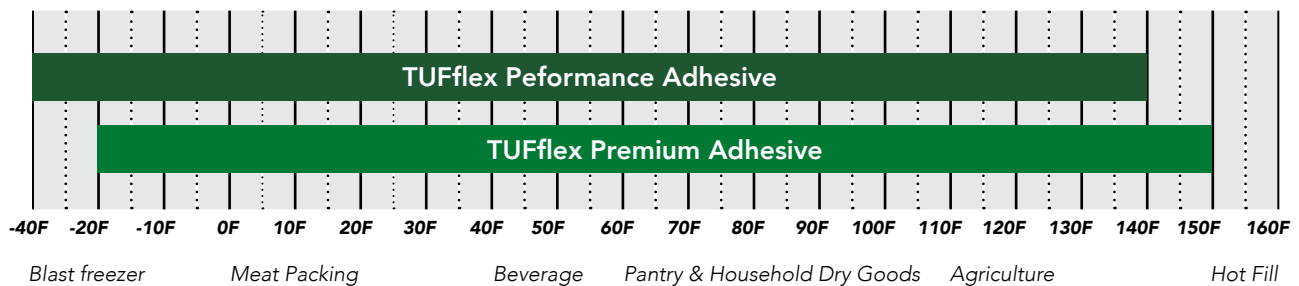 TUFflex Peformance Adhesive
TUFflex Premium Adhesive
-40F -20F -10F 0F 10F 20F 30F 40F 50F 60F 70F 80F 90F 100F 110F 120F 130F 140F 150F 160F
Blast freezer Meat Packing Beverage Pantry & Household Dry Goods Agriculture Hot Fill